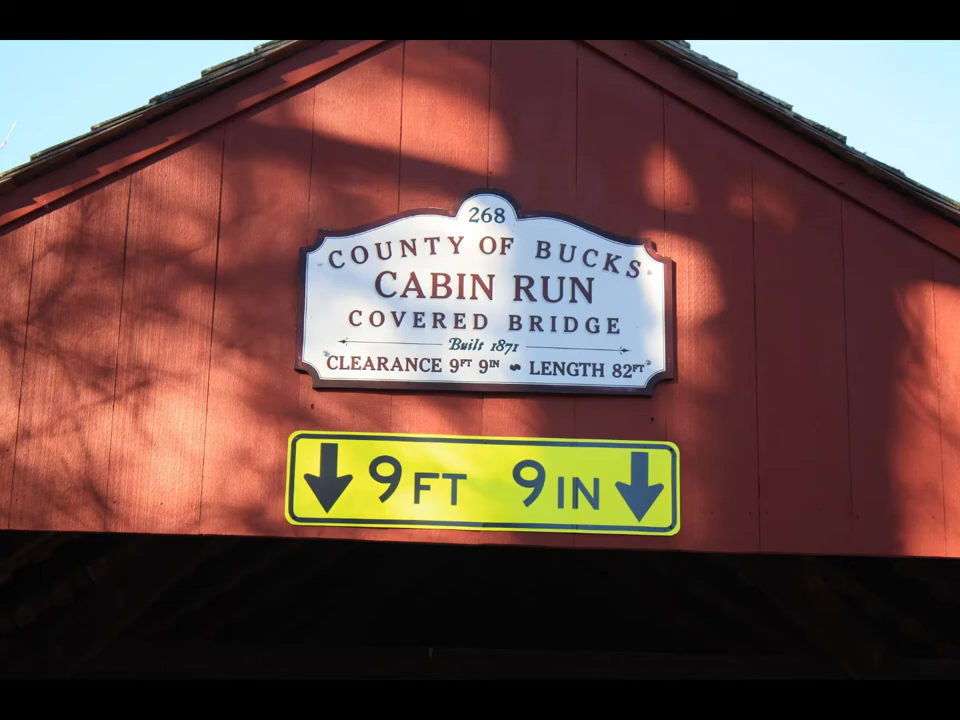 268
COUNTY OF BUCKS
CABIN RUN
COVERED BRIDGE
Built 1871
CLEARANCE 9FT 9IN ~ LENGTH 82FT
9 FT 9 IN